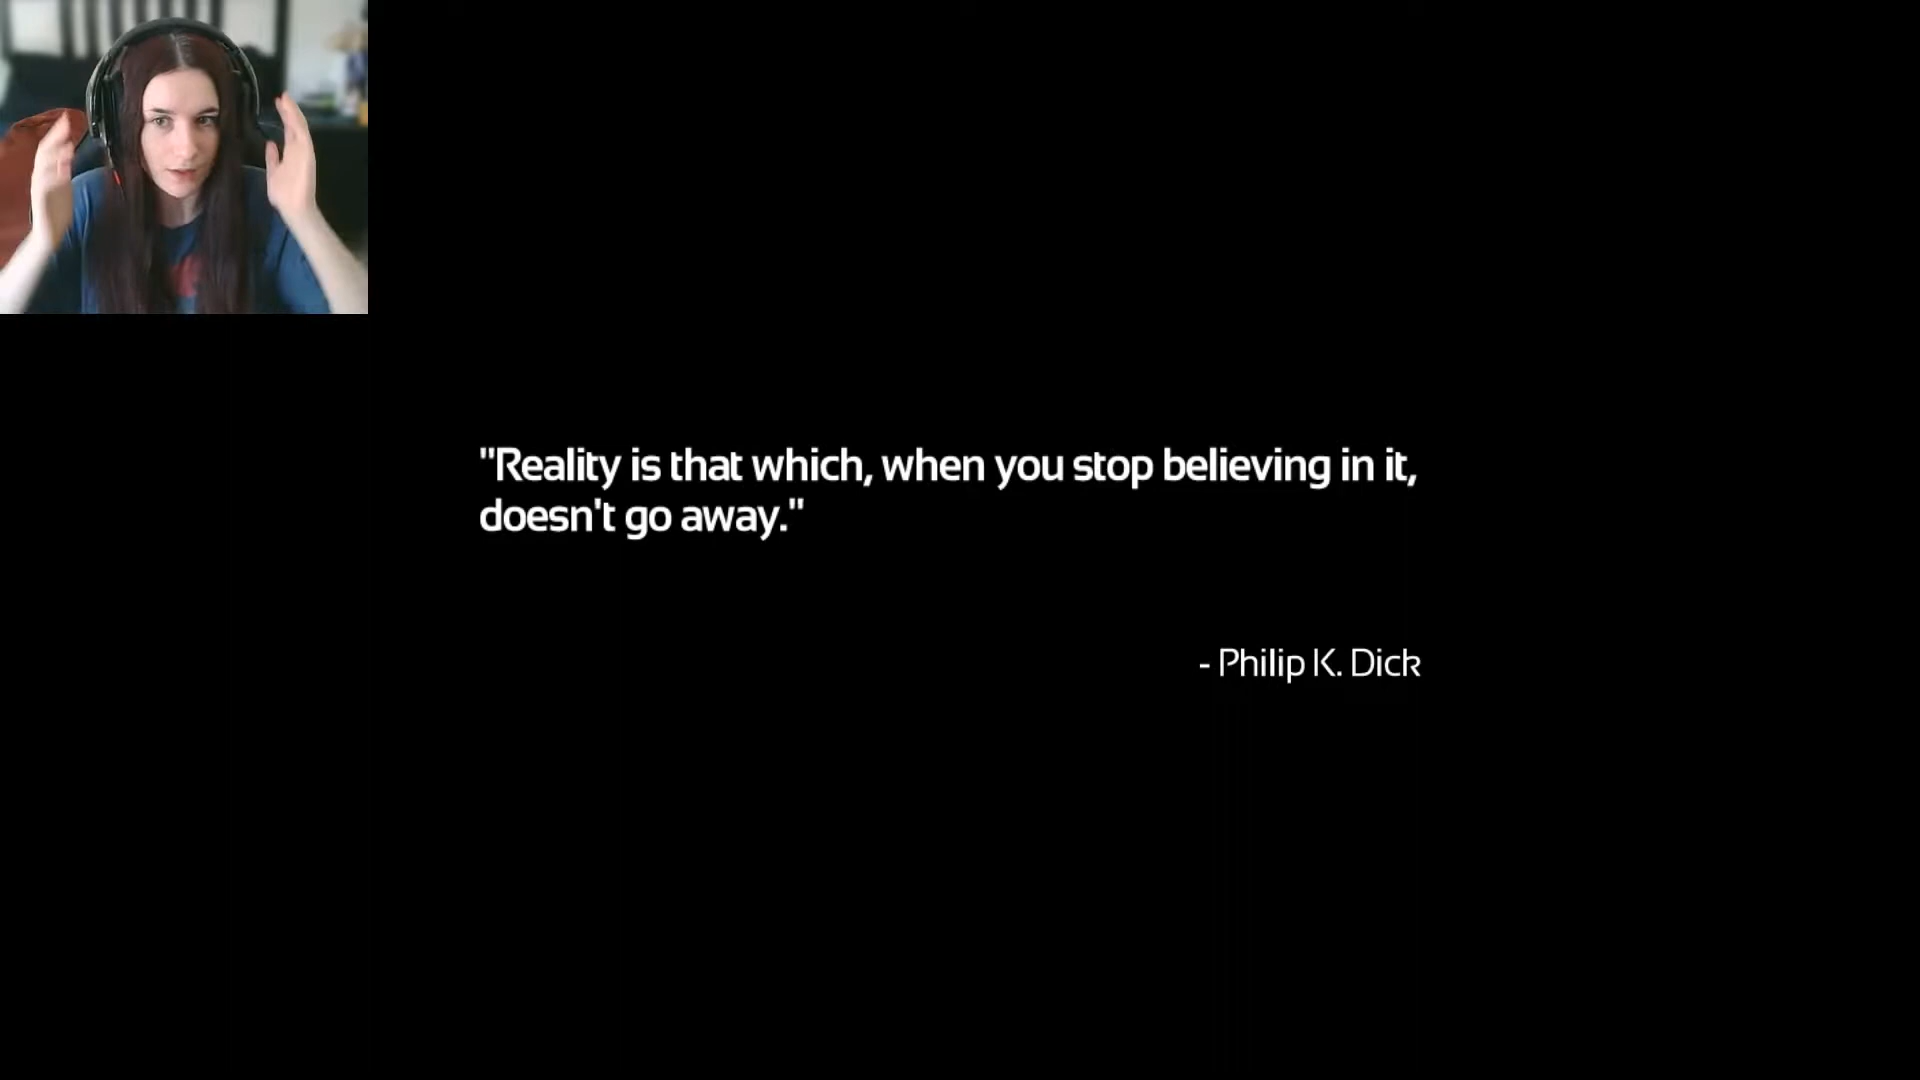 "Reality is that which, when you stop believing in it,
doesn't go away."
- Philip K. Dick